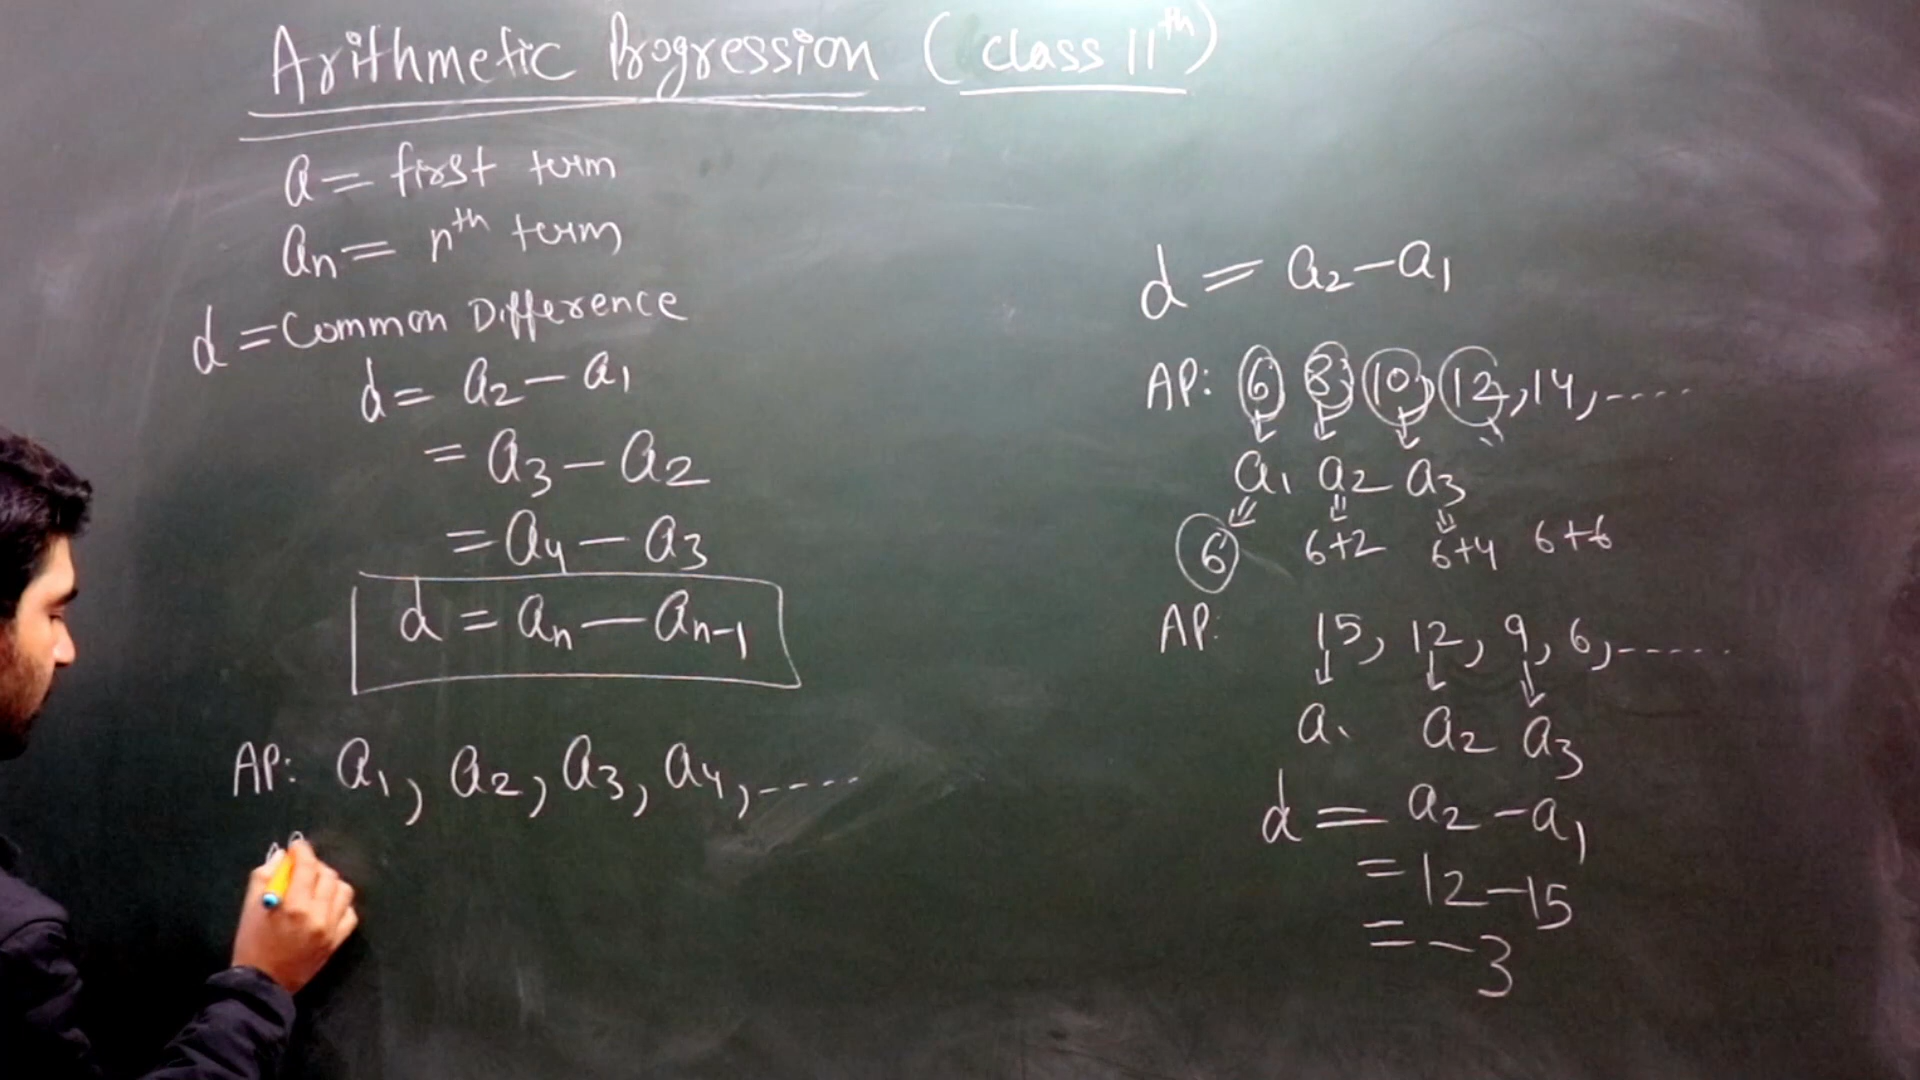 Arithmetic Progression (class 11th)
a = first term
an = nth term
d = Common Difference
d = a2 - a1
= a3 - a2
= a4 - a3
d = an - an-1
AP: a1, a2, a3, a4, ....
d = a2 - a1
AP: 6, 8, 10, 12, 14, .....
a1 a2 a3
6 6+2 6+4 6+6
AP: 15, 12, 9, 6, ......
a1 a2 a3
d = a2 - a1
= 12 - 15
= -3